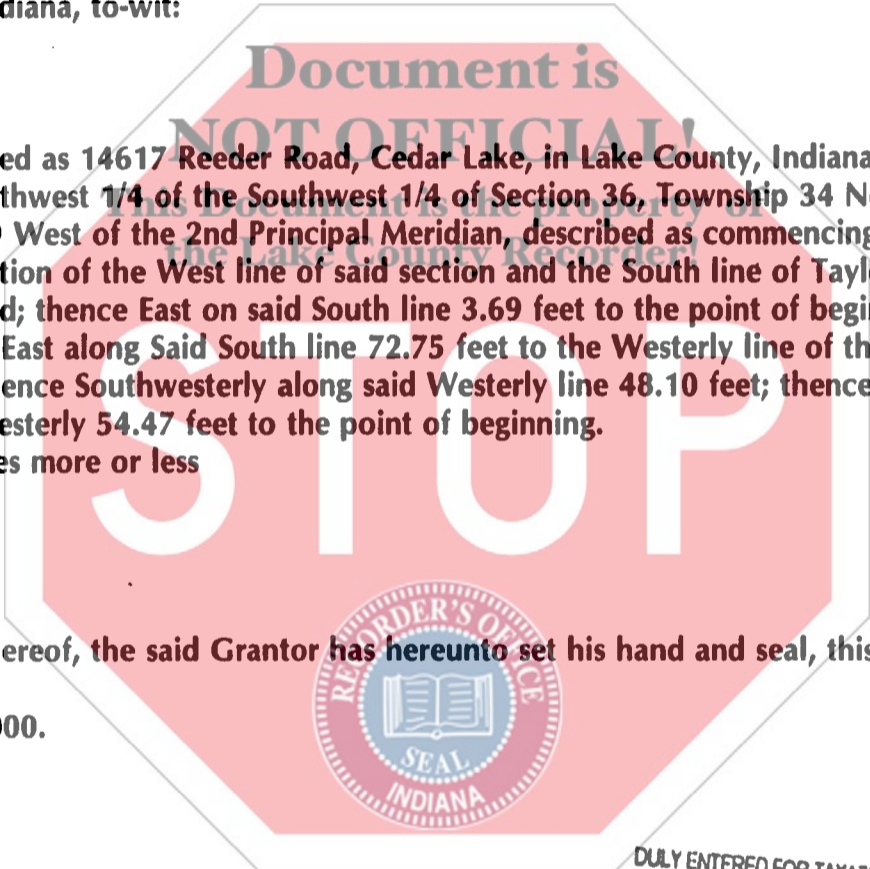 diana, to-wit:
Document is
NOT OFFICIAL!
ed as 14617 Reeder Road, Cedar Lake, in Lake County, Indiana
thwest 1/4 of the Southwest 1/4 of Section 36, Township 34 N
This Document is the property of
West of the 2nd Principal Meridian, described as commencing
the Lake County Recorder!
tion of the West line of said section and the South line of Tayl
d; thence East on said South line 3.69 feet to the point of begi
East along Said South line 72.75 feet to the Westerly line of th
ence Southwesterly along said Westerly line 48.10 feet; thence
esterly 54.47 feet to the point of beginning.
es more or less
STOP
ereof, the said Grantor has hereunto set his hand and seal, this
00.
RECORDER'S OFFICE
SEAL
INDIANA
DULY ENTERED FOR